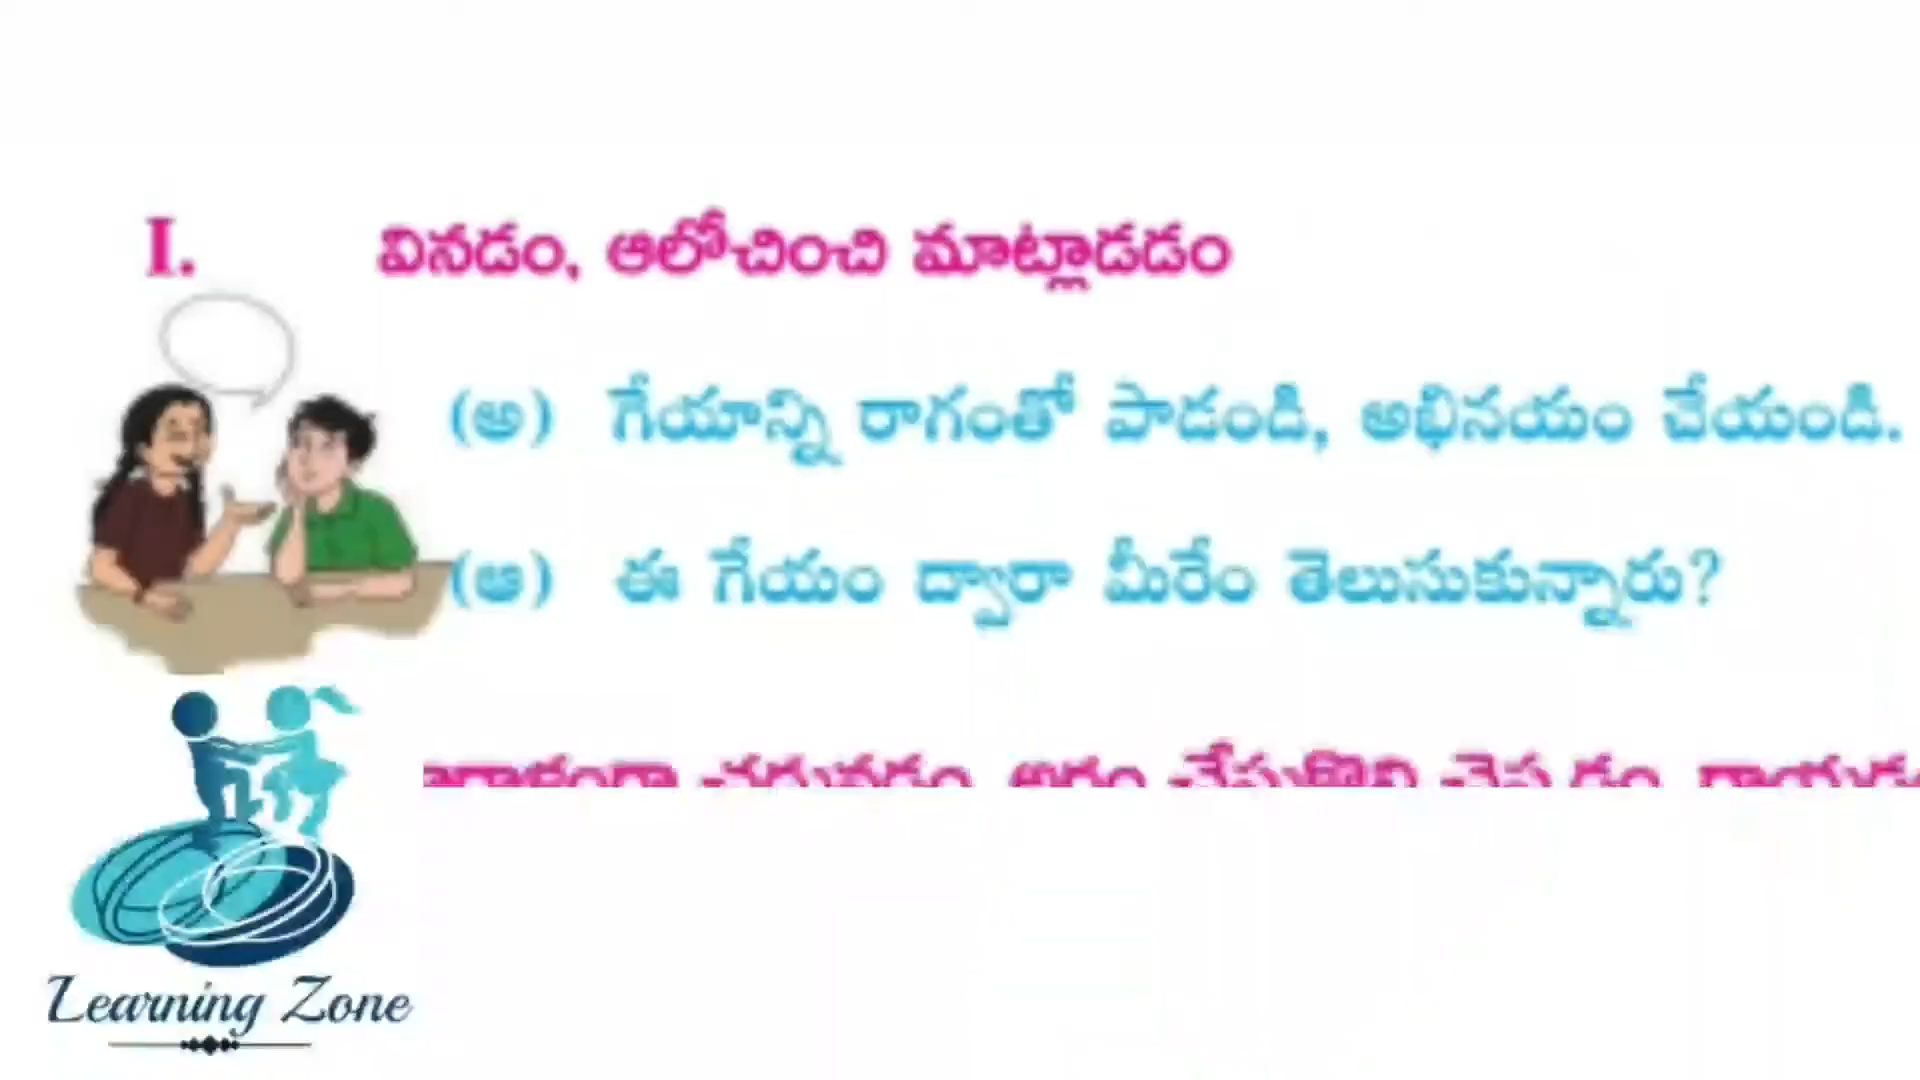 I. వినడం, ఆలోచించి మాట్లాడడం
(అ) గేయాన్ని రాగంతో పాడండి, అభినయం చేయండి.
(ఆ) ఈ గేయం ద్వారా మీరేం తెలుసుకున్నారు?
Learning Zone